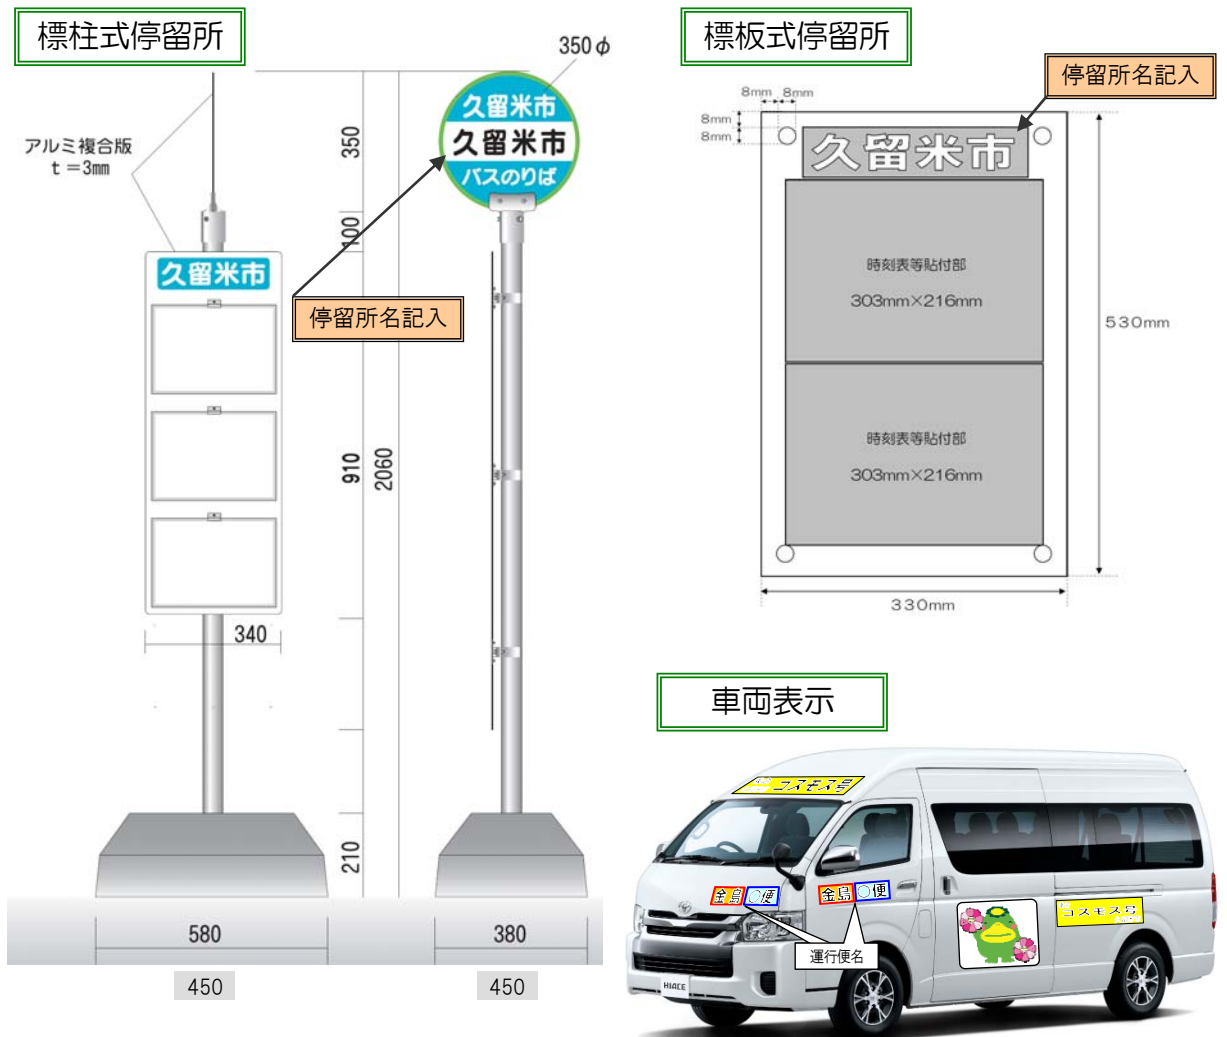 標柱式停留所
350φ
アルミ複合版
t＝3mm
久留米市
久留米市
バスのりば
350
100
910
2060
210
久留米市
停留所名記入
340
580
380
450
450
標板式停留所
停留所名記入
8mm
8mm
8mm
8mm
久留米市
時刻表等貼付部
303mm×216mm
時刻表等貼付部
303mm×216mm
530mm
330mm
車両表示
コスモス号
金島○便
金島○便
運行便名
コスモス号
HIACE